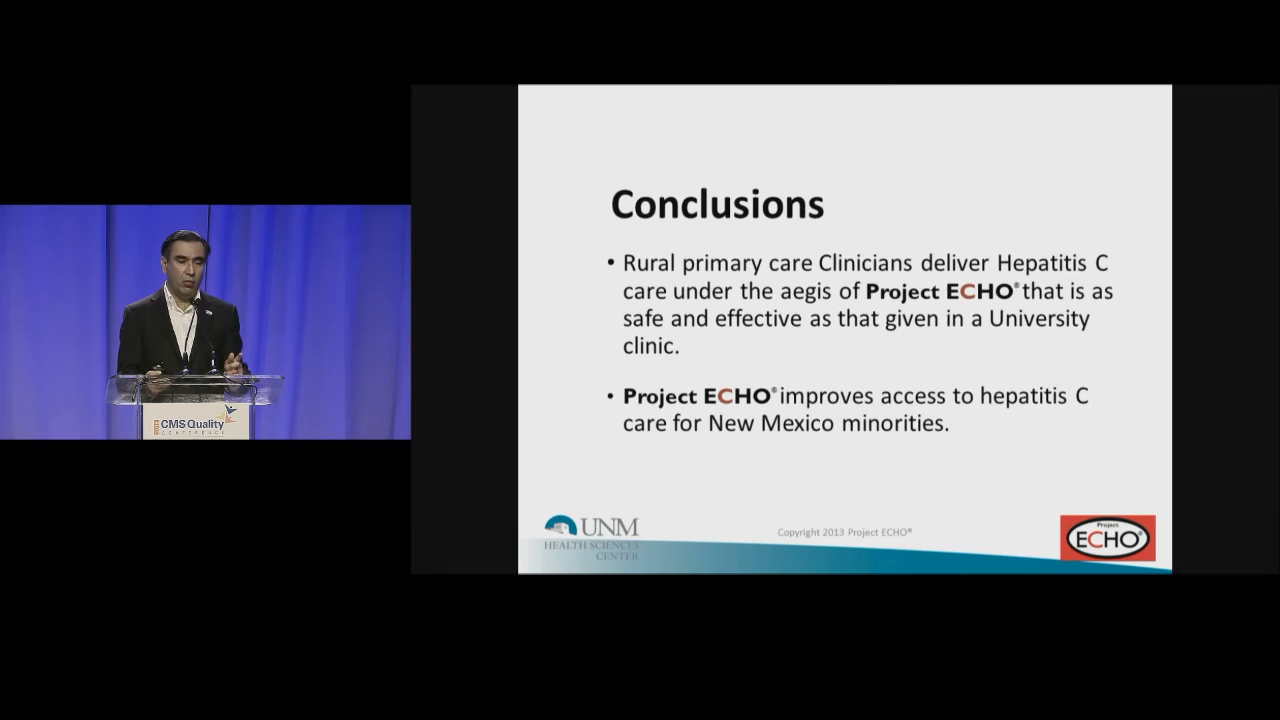 Conclusions
• Rural primary care Clinicians deliver Hepatitis C
care under the aegis of Project ECHO® that is as
safe and effective as that given in a University
clinic.
• Project ECHO® improves access to hepatitis C
care for New Mexico minorities.
UNM
HEALTH SCIENCES
CENTER
Copyright 2013 Project ECHO®
Project
ECHO®
CMS Quality
CONFERENCE